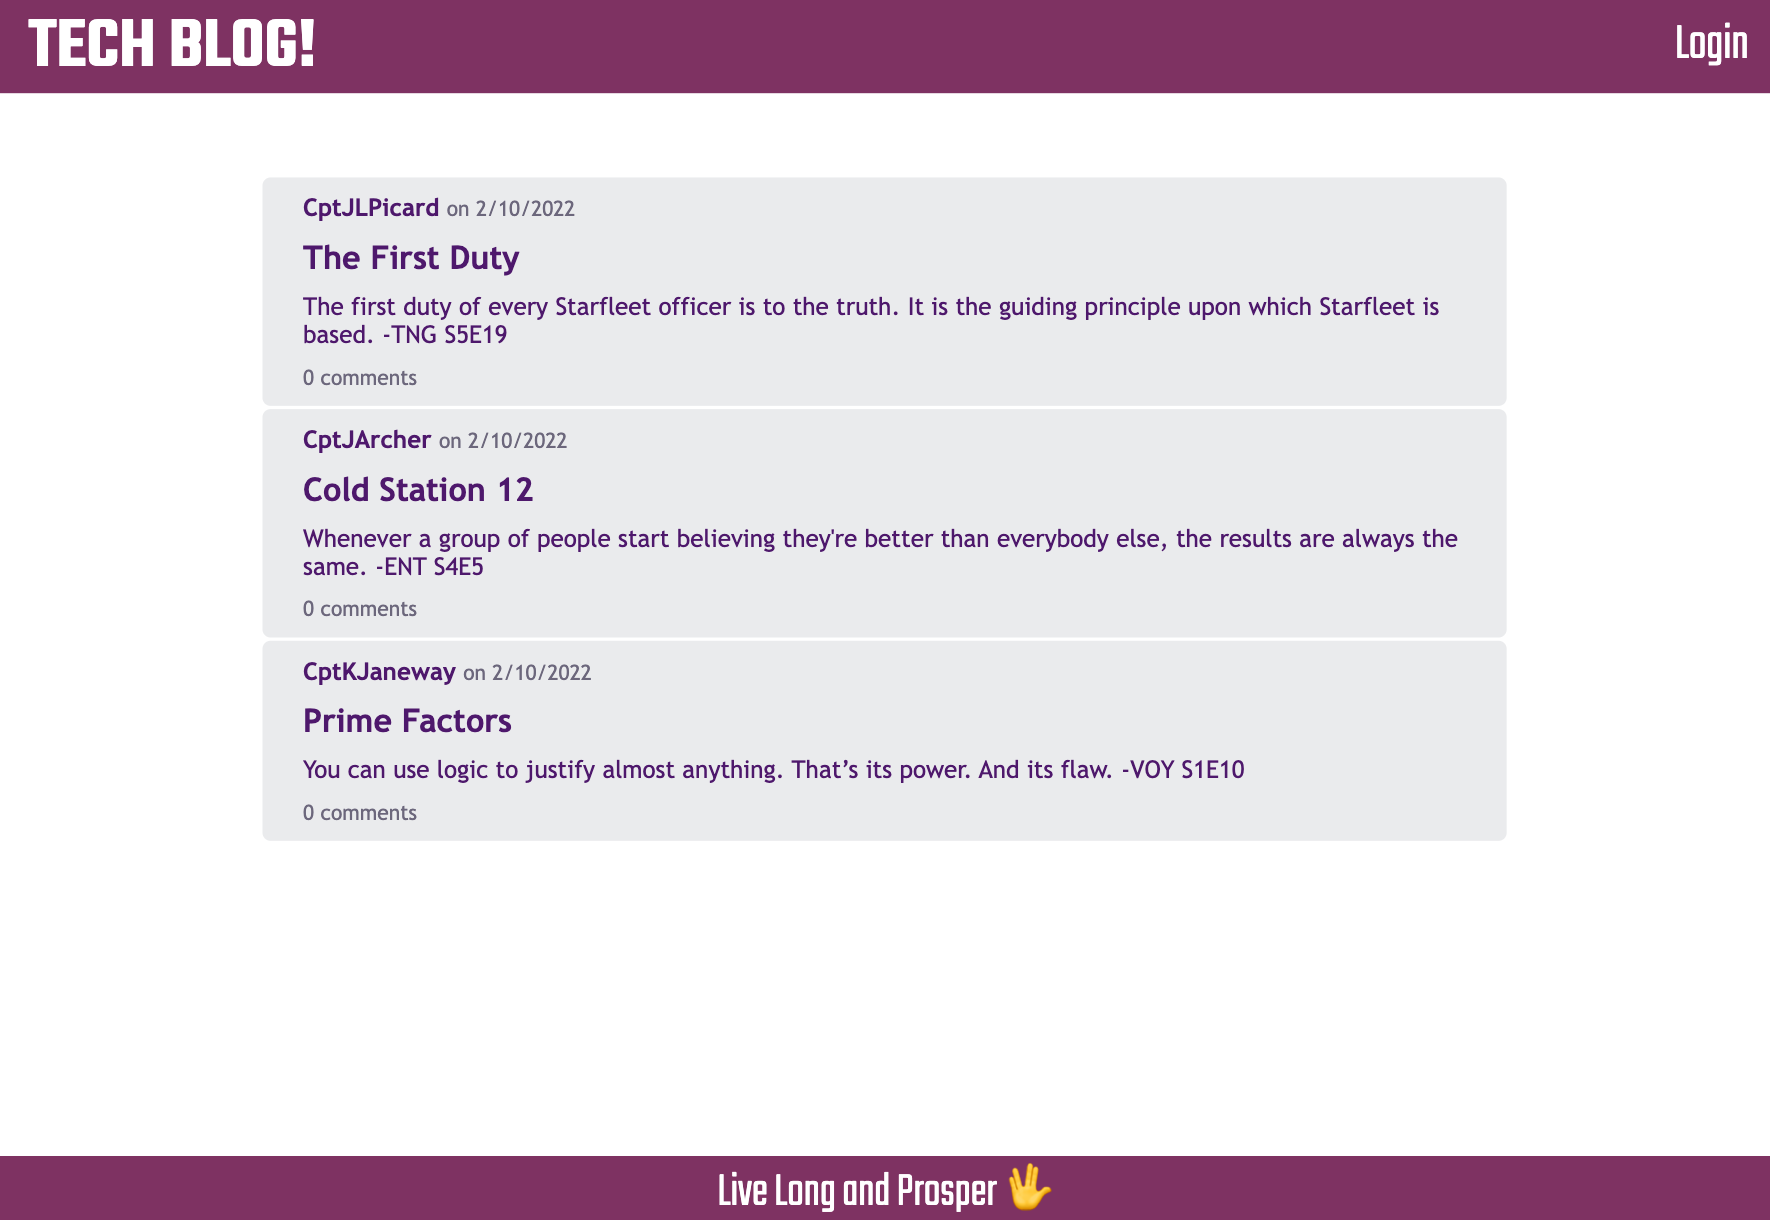 TECH BLOG!
Login
CptJLPicard on 2/10/2022
The First Duty
The first duty of every Starfleet officer is to the truth. It is the guiding principle upon which Starfleet is
based. -TNG S5E19
0 comments
CptJArcher on 2/10/2022
Cold Station 12
Whenever a group of people start believing they're better than everybody else, the results are always the
same. -ENT S4E5
0 comments
CptKJaneway on 2/10/2022
Prime Factors
You can use logic to justify almost anything. That’s its power. And its flaw. -VOY S1E10
0 comments
Live Long and Prosper 🖖